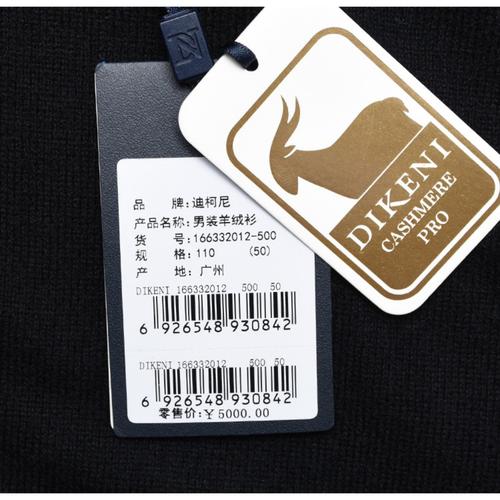 DIKENI
CASHMERE
PRO
品 牌:迪柯尼
产品名称:男装羊绒衫
货 号:166332012-500
规 格:110 (50)
产 地:广州
DIKENI 166332012 500 50
6 926548 930842
DIKENI 166332012 500 50
6 926548 930842
零售价:¥ 5000.00